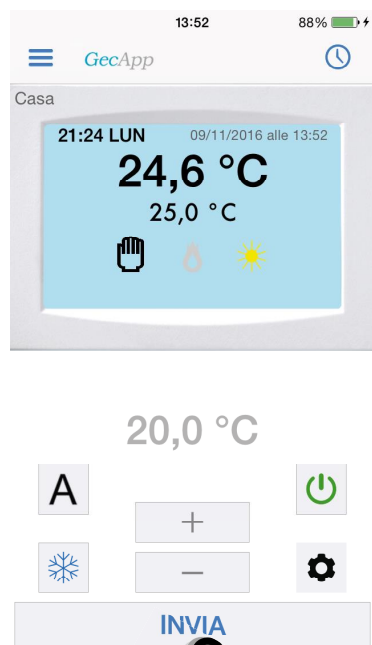 13:52 88%
GecApp
Casa
21:24 LUN 09/11/2016 alle 13:52
24,6 °C
25,0 °C
20,0 °C
A
+
−
INVIA